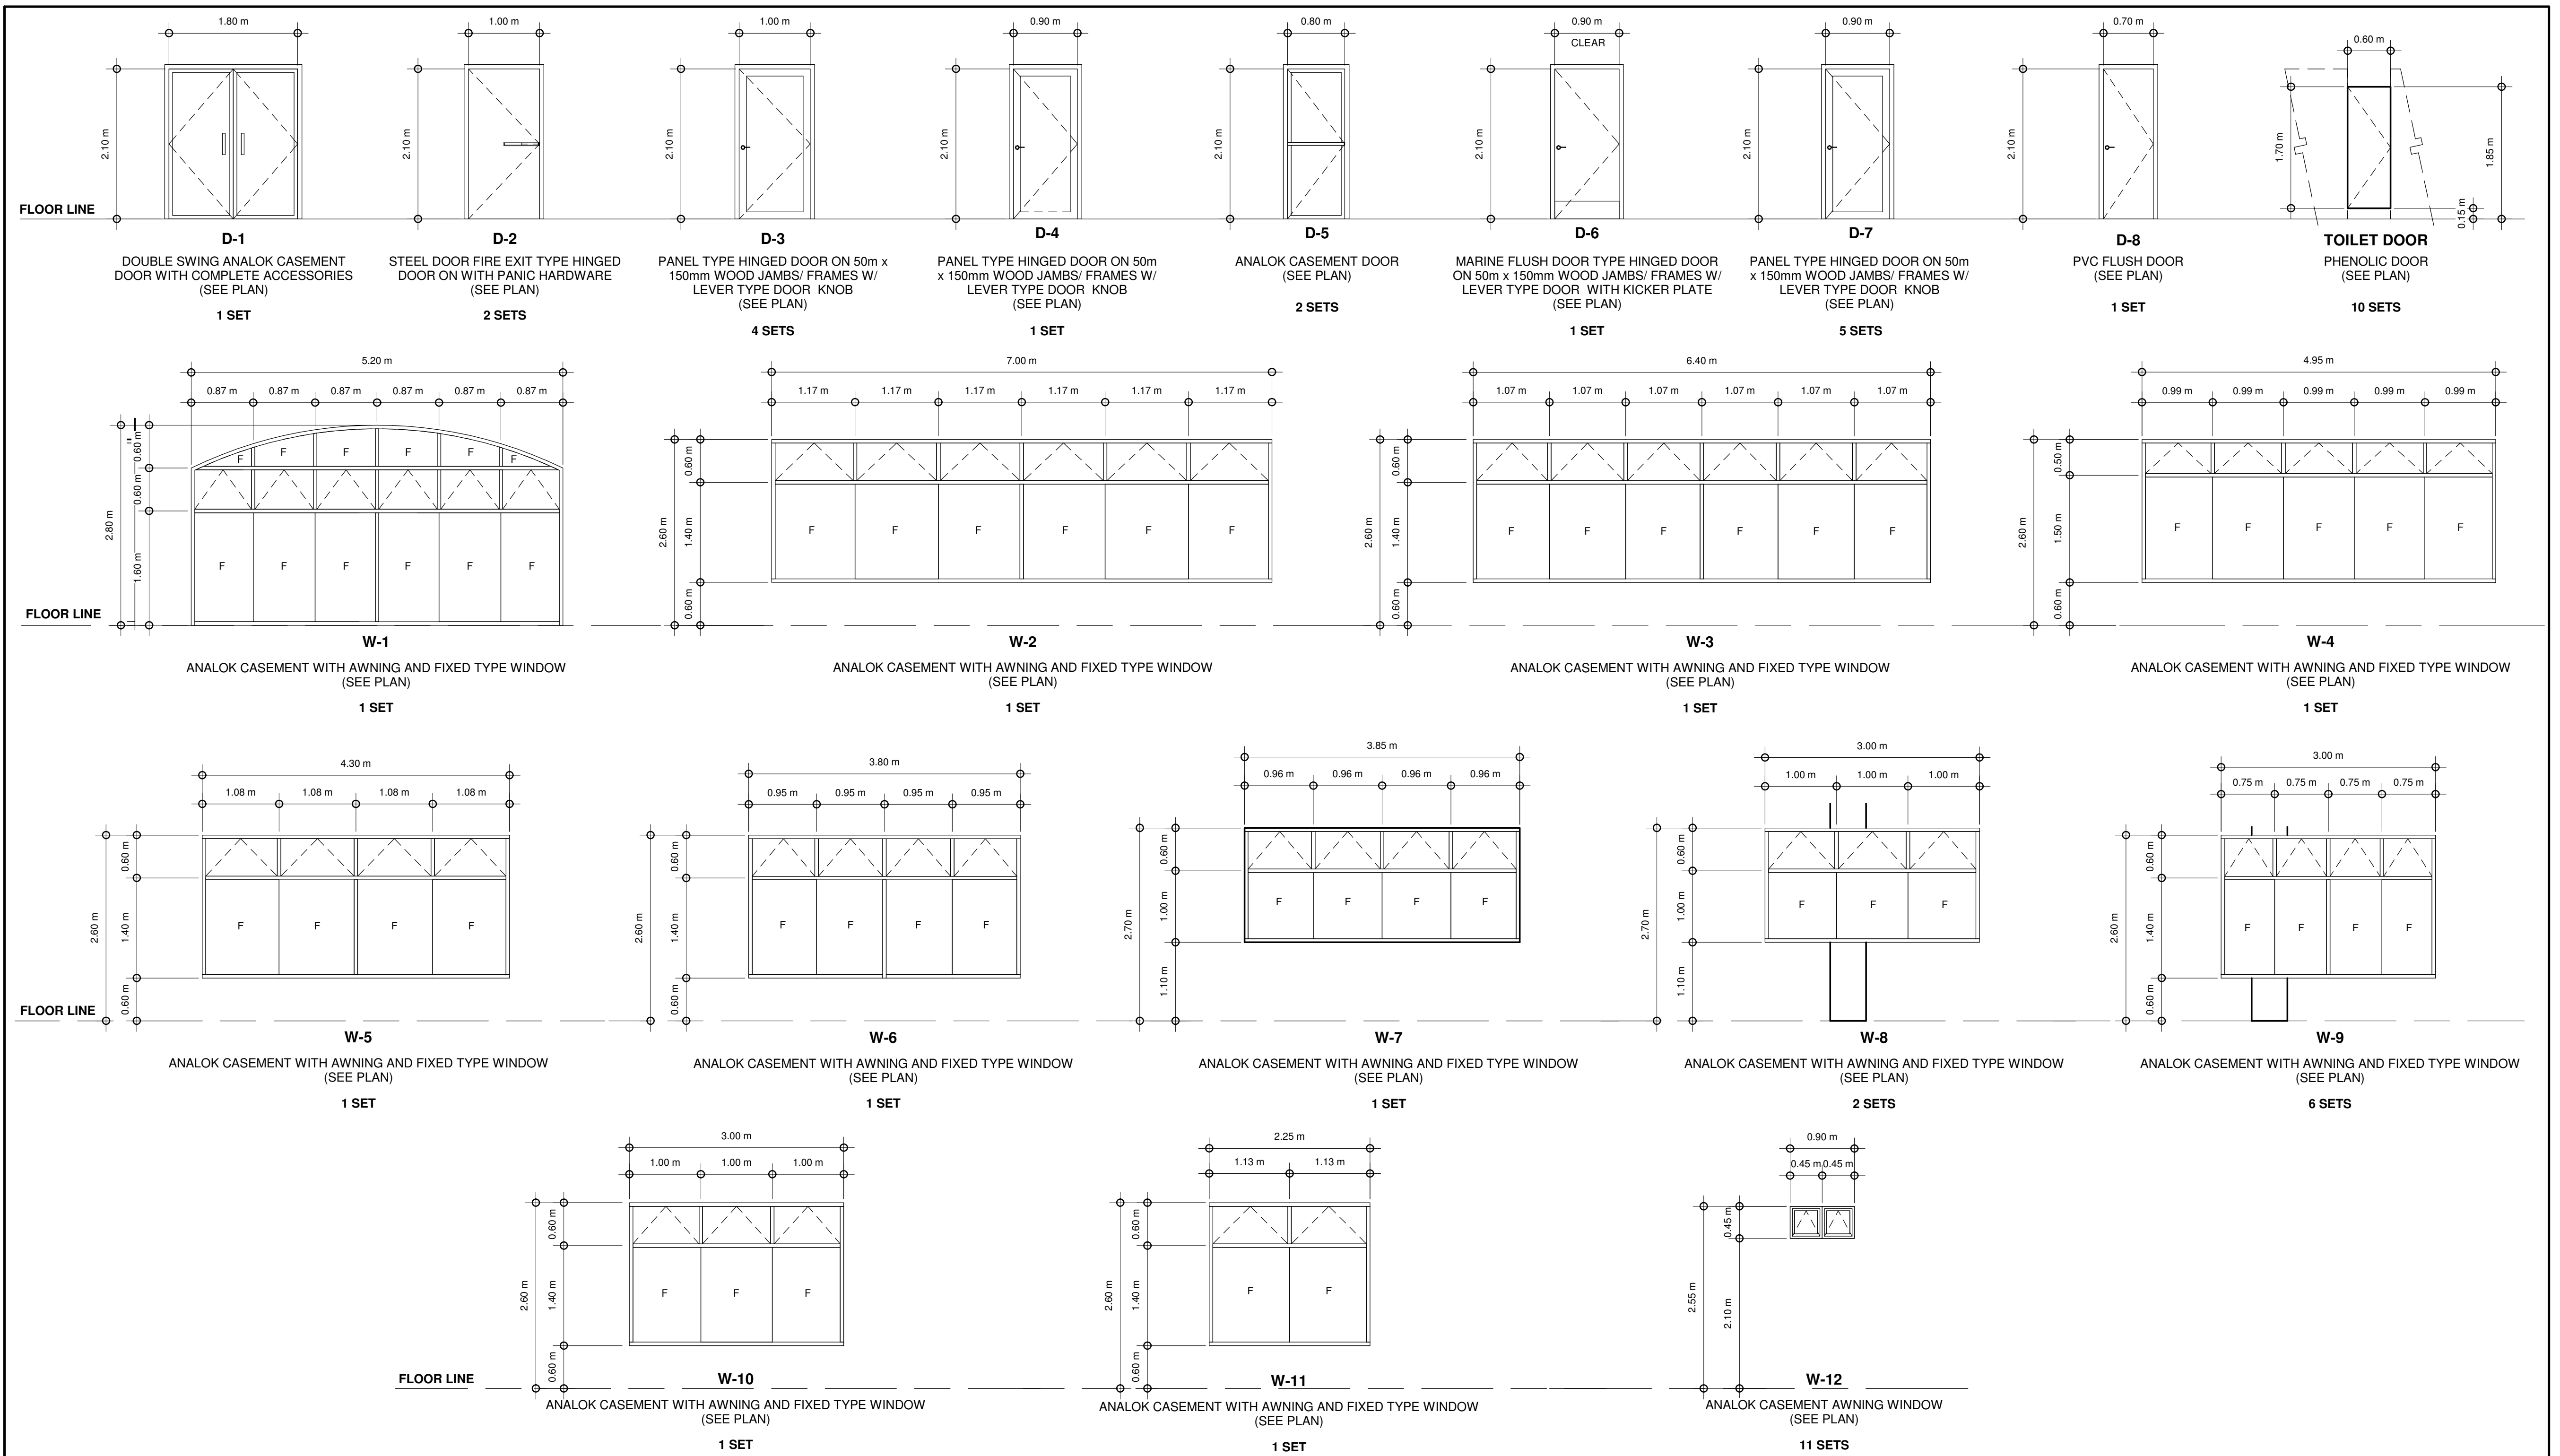 1.80 m
1.00 m
1.00 m
0.90 m
0.80 m
0.90 m
CLEAR
0.90 m
0.70 m
0.60 m
2.10 m
2.10 m
2.10 m
2.10 m
2.10 m
2.10 m
2.10 m
2.10 m
1.70 m
1.85 m
0.15 m
FLOOR LINE
D-1
DOUBLE SWING ANALOK CASEMENT
DOOR WITH COMPLETE ACCESSORIES
(SEE PLAN)
1 SET
D-2
STEEL DOOR FIRE EXIT TYPE HINGED
DOOR ON WITH PANIC HARDWARE
(SEE PLAN)
2 SETS
D-3
PANEL TYPE HINGED DOOR ON 50m x
150mm WOOD JAMBS/ FRAMES W/
LEVER TYPE DOOR KNOB
(SEE PLAN)
4 SETS
D-4
PANEL TYPE HINGED DOOR ON 50m
x 150mm WOOD JAMBS/ FRAMES W/
LEVER TYPE DOOR KNOB
(SEE PLAN)
1 SET
D-5
ANALOK CASEMENT DOOR
(SEE PLAN)
2 SETS
D-6
MARINE FLUSH DOOR TYPE HINGED DOOR
ON 50m x 150mm WOOD JAMBS/ FRAMES W/
LEVER TYPE DOOR WITH KICKER PLATE
(SEE PLAN)
1 SET
D-7
PANEL TYPE HINGED DOOR ON 50m
x 150mm WOOD JAMBS/ FRAMES W/
LEVER TYPE DOOR KNOB
(SEE PLAN)
5 SETS
D-8
PVC FLUSH DOOR
(SEE PLAN)
1 SET
TOILET DOOR
PHENOLIC DOOR
(SEE PLAN)
10 SETS
5.20 m
0.87 m 0.87 m 0.87 m 0.87 m 0.87 m 0.87 m
2.80 m
0.60 m
0.60 m
1.60 m
F F F F F F
F F F F F F
FLOOR LINE
W-1
ANALOK CASEMENT WITH AWNING AND FIXED TYPE WINDOW
(SEE PLAN)
1 SET
7.00 m
1.17 m 1.17 m 1.17 m 1.17 m 1.17 m 1.17 m
2.60 m
0.60 m
1.40 m
0.60 m
F F F F F F
W-2
ANALOK CASEMENT WITH AWNING AND FIXED TYPE WINDOW
(SEE PLAN)
1 SET
6.40 m
1.07 m 1.07 m 1.07 m 1.07 m 1.07 m 1.07 m
2.60 m
0.60 m
1.40 m
0.60 m
F F F F F F
W-3
ANALOK CASEMENT WITH AWNING AND FIXED TYPE WINDOW
(SEE PLAN)
1 SET
4.95 m
0.99 m 0.99 m 0.99 m 0.99 m 0.99 m
2.60 m
0.50 m
1.50 m
0.60 m
F F F F F
W-4
ANALOK CASEMENT WITH AWNING AND FIXED TYPE WINDOW
(SEE PLAN)
1 SET
4.30 m
1.08 m 1.08 m 1.08 m 1.08 m
2.60 m
0.60 m
1.40 m
0.60 m
F F F F
FLOOR LINE
W-5
ANALOK CASEMENT WITH AWNING AND FIXED TYPE WINDOW
(SEE PLAN)
1 SET
3.80 m
0.95 m 0.95 m 0.95 m 0.95 m
2.60 m
0.60 m
1.40 m
0.60 m
F F F F
W-6
ANALOK CASEMENT WITH AWNING AND FIXED TYPE WINDOW
(SEE PLAN)
1 SET
3.85 m
0.96 m 0.96 m 0.96 m 0.96 m
2.70 m
0.60 m
1.00 m
1.10 m
F F F F
W-7
ANALOK CASEMENT WITH AWNING AND FIXED TYPE WINDOW
(SEE PLAN)
1 SET
3.00 m
1.00 m 1.00 m 1.00 m
2.70 m
0.60 m
1.00 m
1.10 m
F F F
W-8
ANALOK CASEMENT WITH AWNING AND FIXED TYPE WINDOW
(SEE PLAN)
2 SETS
3.00 m
0.75 m 0.75 m 0.75 m 0.75 m
2.60 m
0.60 m
1.40 m
0.60 m
F F F F
W-9
ANALOK CASEMENT WITH AWNING AND FIXED TYPE WINDOW
(SEE PLAN)
6 SETS
3.00 m
1.00 m 1.00 m 1.00 m
2.60 m
0.60 m
1.40 m
0.60 m
F F F
FLOOR LINE
W-10
ANALOK CASEMENT WITH AWNING AND FIXED TYPE WINDOW
(SEE PLAN)
1 SET
2.25 m
1.13 m 1.13 m
2.60 m
0.60 m
1.40 m
0.60 m
F F
W-11
ANALOK CASEMENT WITH AWNING AND FIXED TYPE WINDOW
(SEE PLAN)
1 SET
0.90 m
0.45 m 0.45 m
2.55 m
0.45 m
2.10 m
W-12
ANALOK CASEMENT AWNING WINDOW
(SEE PLAN)
11 SETS